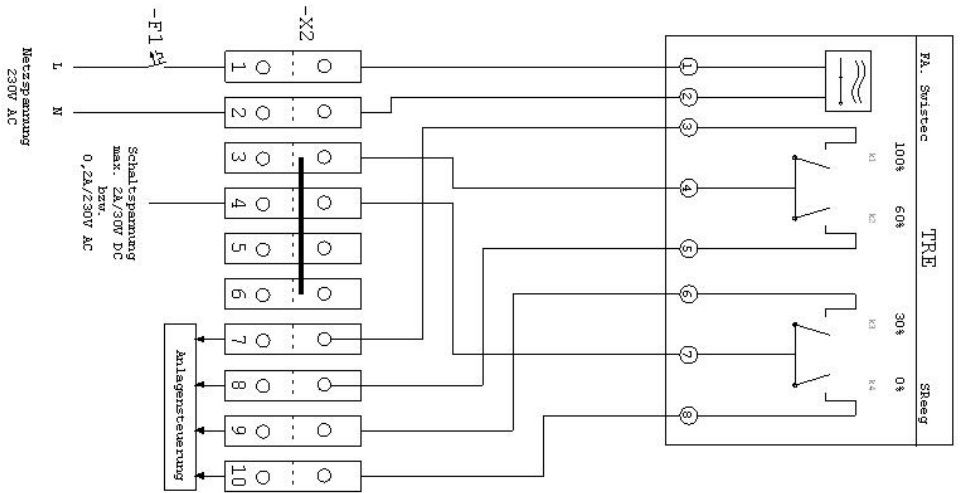 -F1
-X2
L
N
Netzspannung
230V AC
Schaltspannung
max. 2A/30V DC
bzw.
0,2A/230V AC
1
2
3
4
5
6
7
8
9
10
Anlagensteuerung
1
2
3
4
5
6
7
8
FA. Swistec
TRE
SReeg
100%
60%
30%
0%
k1
k2
k3
k4